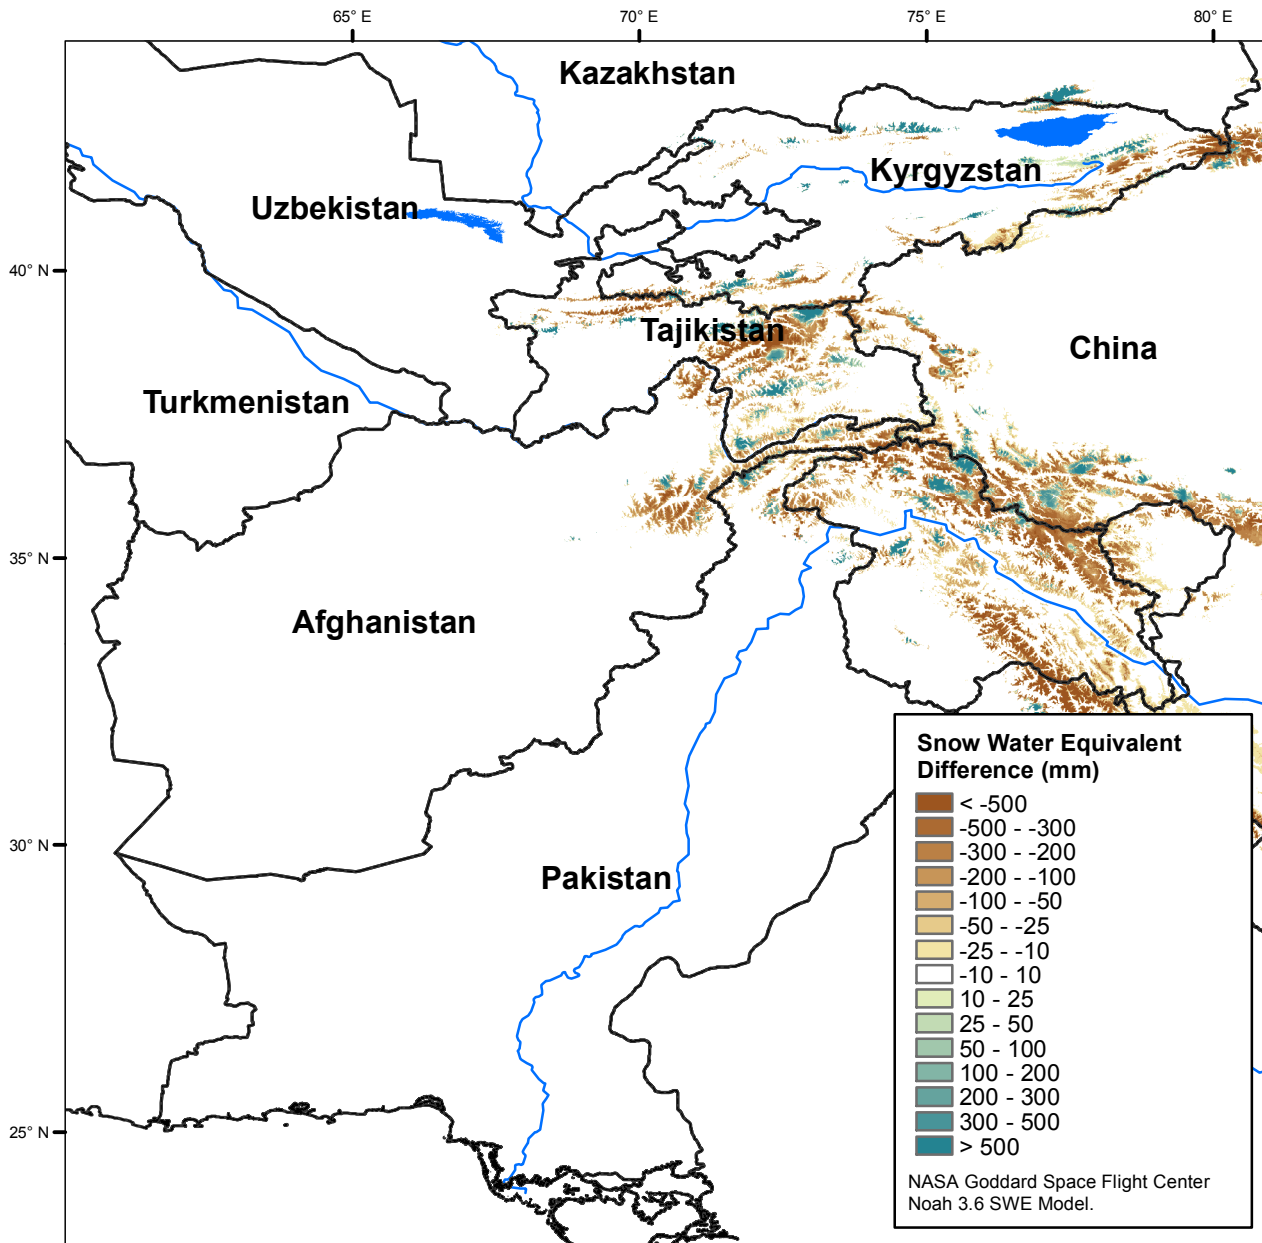 65° E
70° E
75° E
80° E
40° N
35° N
30° N
25° N
Kazakhstan
Kyrgyzstan
Uzbekistan
Tajikistan
China
Turkmenistan
Afghanistan
Pakistan
Snow Water Equivalent
Difference (mm)
< -500
-500 - -300
-300 - -200
-200 - -100
-100 - -50
-50 - -25
-25 - -10
-10 - 10
10 - 25
25 - 50
50 - 100
100 - 200
200 - 300
300 - 500
> 500
NASA Goddard Space Flight Center
Noah 3.6 SWE Model.